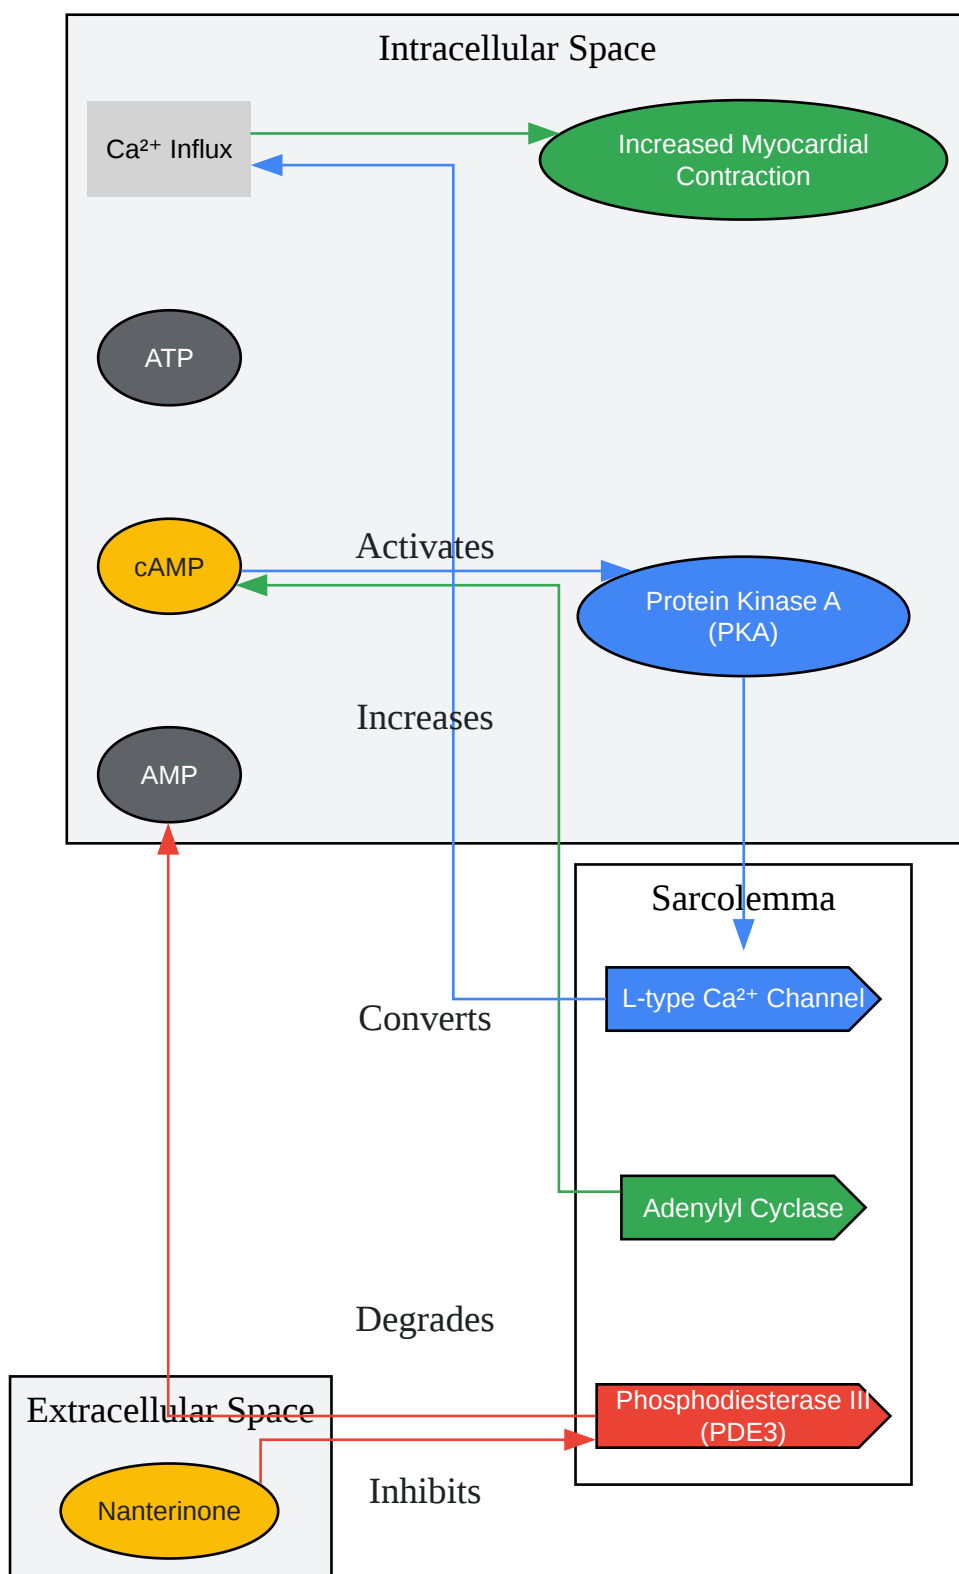 Intracellular Space
Ca²⁺ Influx
Increased Myocardial
Contraction
ATP
cAMP
Activates
Protein Kinase A
(PKA)
Increases
AMP
Sarcolemma
L-type Ca²⁺ Channel
Converts
Adenylyl Cyclase
Degrades
Phosphodiesterase III
(PDE3)
Extracellular Space
Inhibits
Nanterinone